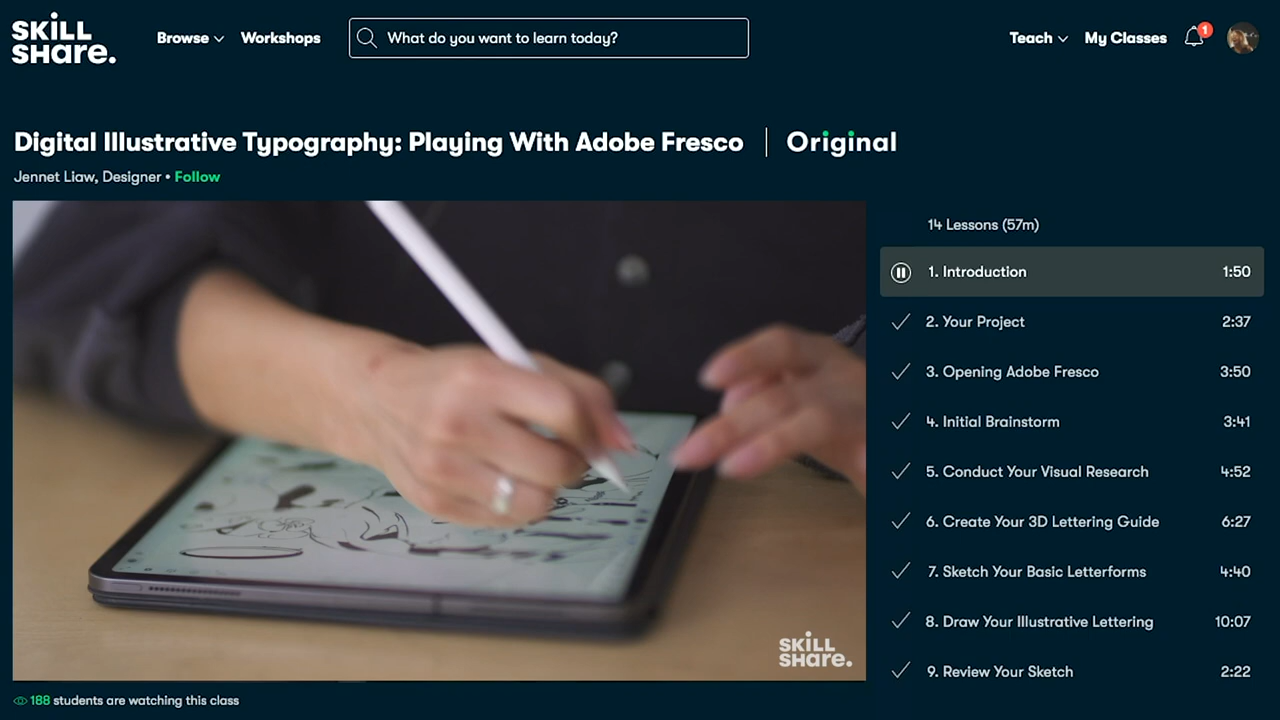 SKILL
SHare.
Browse
Workshops
What do you want to learn today?
Teach
My Classes
1
Digital Illustrative Typography: Playing With Adobe Fresco | Original
Jennet Liaw, Designer • Follow
14 Lessons (57m)
1. Introduction 1:50
2. Your Project 2:37
3. Opening Adobe Fresco 3:50
4. Initial Brainstorm 3:41
5. Conduct Your Visual Research 4:52
6. Create Your 3D Lettering Guide 6:27
7. Sketch Your Basic Letterforms 4:40
8. Draw Your Illustrative Lettering 10:07
9. Review Your Sketch 2:22
SKILL
SHare.
188 students are watching this class